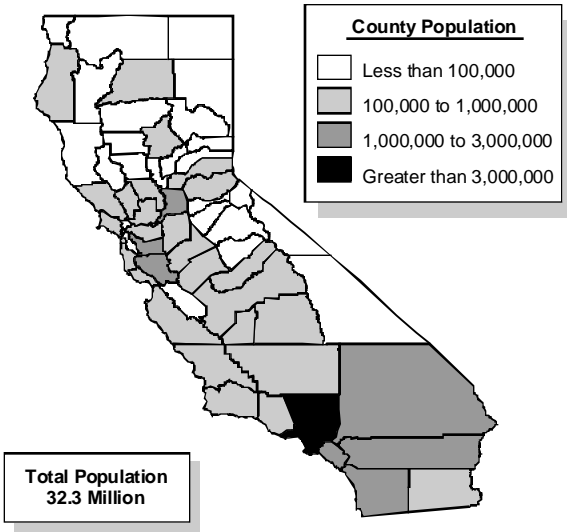 County Population
Less than 100,000
100,000 to 1,000,000
1,000,000 to 3,000,000
Greater than 3,000,000
Total Population
32.3 Million